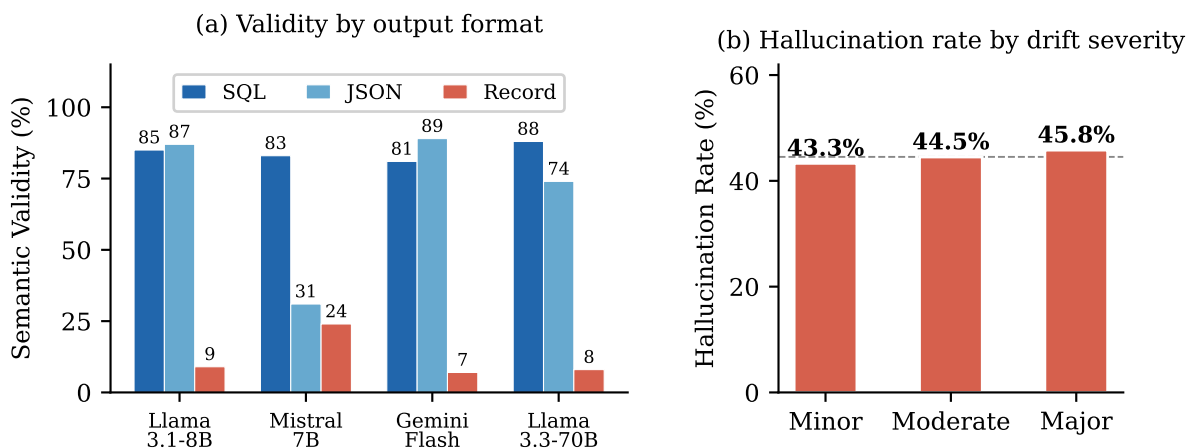 (a) Validity by output format
SQL JSON Record
Semantic Validity (%)
100
75
50
25
0
85 87 9
83 31 24
81 89 7
88 74 8
Llama
3.1-8B
Mistral
7B
Gemini
Flash
Llama
3.3-70B
(b) Hallucination rate by drift severity
Hallucination Rate (%)
60
40
20
0
43.3% 44.5% 45.8%
Minor Moderate Major